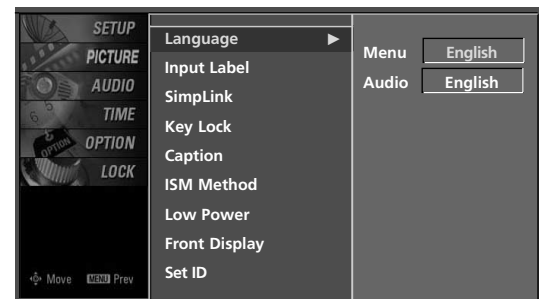 SETUP
PICTURE
AUDIO
TIME
OPTION
LOCK
Move MENU Prev
Language ►
Input Label
SimpLink
Key Lock
Caption
ISM Method
Low Power
Front Display
Set ID
Menu English
Audio English